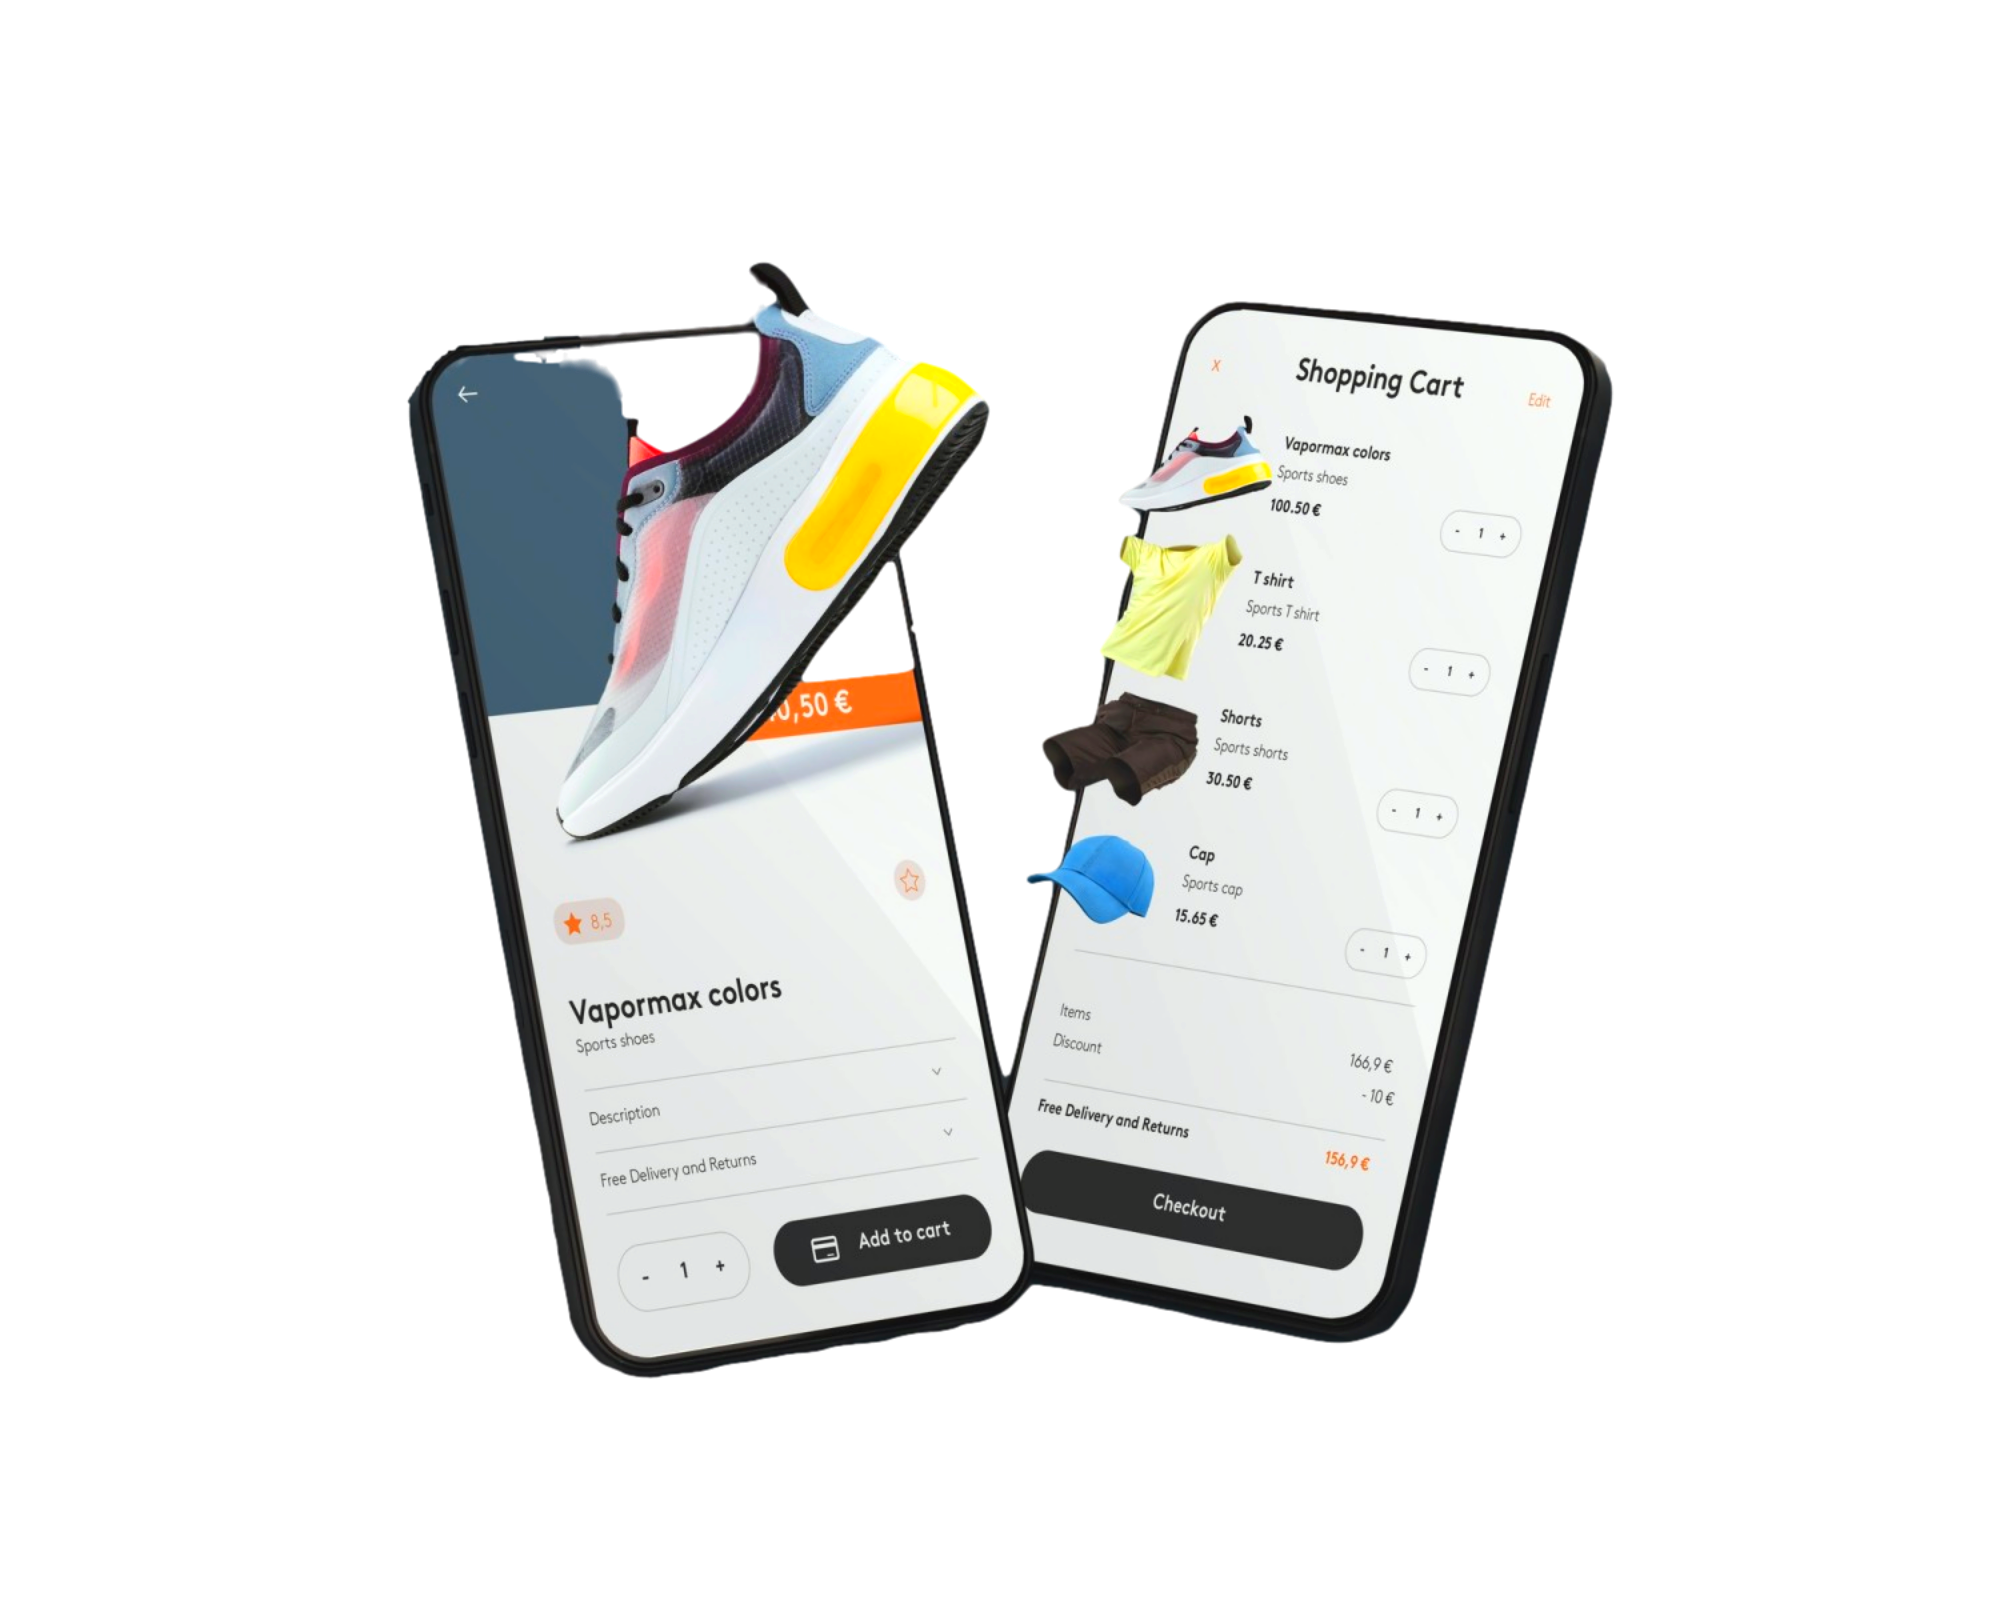 0,50 €
8,5
Vapormax colors
Sports shoes
Description
Free Delivery and Returns
- 1 +
Add to cart
X
Shopping Cart
Edit
Vapormax colors
Sports shoes
100.50 €
- 1 +
T shirt
Sports T shirt
20.25 €
- 1 +
Shorts
Sports shorts
30.50 €
- 1 +
Cap
Sports cap
15.65 €
- 1 +
Items
166,9 €
Discount
- 10 €
Free Delivery and Returns
156,9 €
Checkout